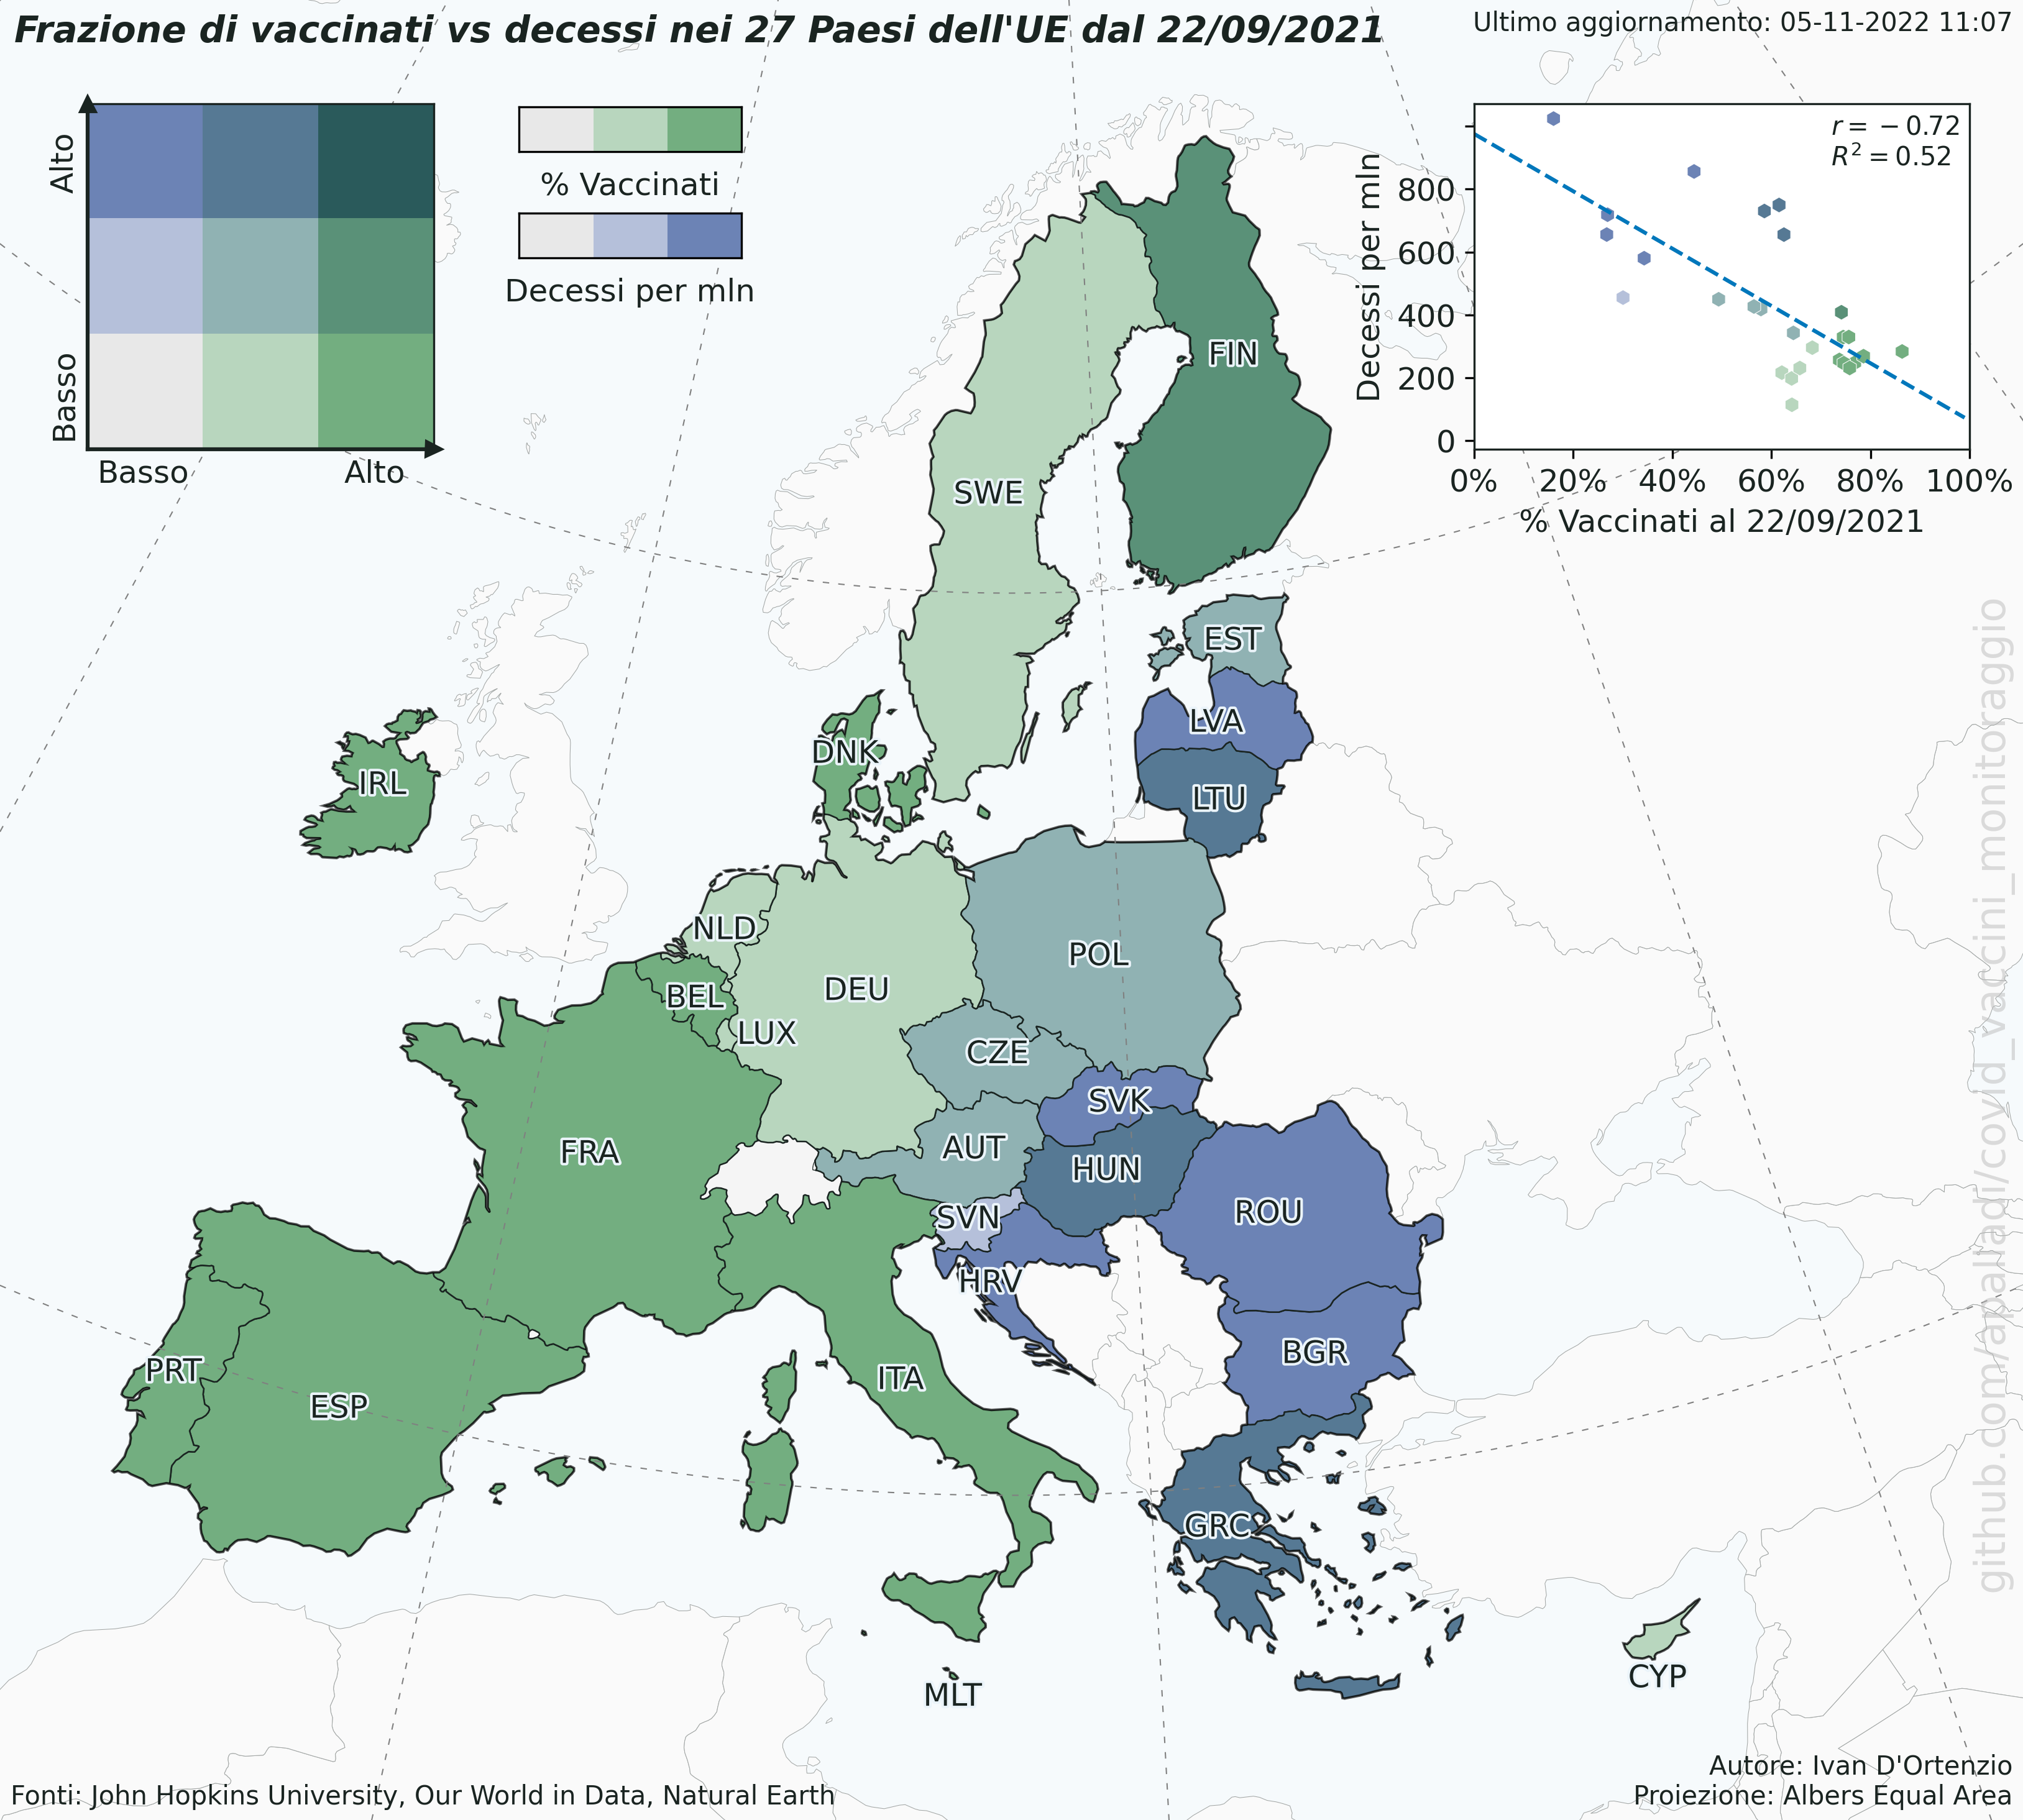 Frazione di vaccinati vs decessi nei 27 Paesi dell'UE dal 22/09/2021
Ultimo aggiornamento: 05-11-2022 11:07
Alto
Basso
Basso
Alto
% Vaccinati
Decessi per mln
r = −0.72
R² = 0.52
Decessi per mln
800
600
400
200
0
0%
20%
40%
60%
80%
100%
% Vaccinati al 22/09/2021
FIN
SWE
EST
LVA
DNK
IRL
LTU
NLD
POL
DEU
BEL
LUX
CZE
SVK
AUT
FRA
HUN
ROU
SVN
HRV
BGR
PRT
ITA
ESP
GRC
CYP
MLT
github.com/apalladi/covid_vaccini_monitoraggio
Fonti: John Hopkins University, Our World in Data, Natural Earth
Autore: Ivan D'Ortenzio
Proiezione: Albers Equal Area